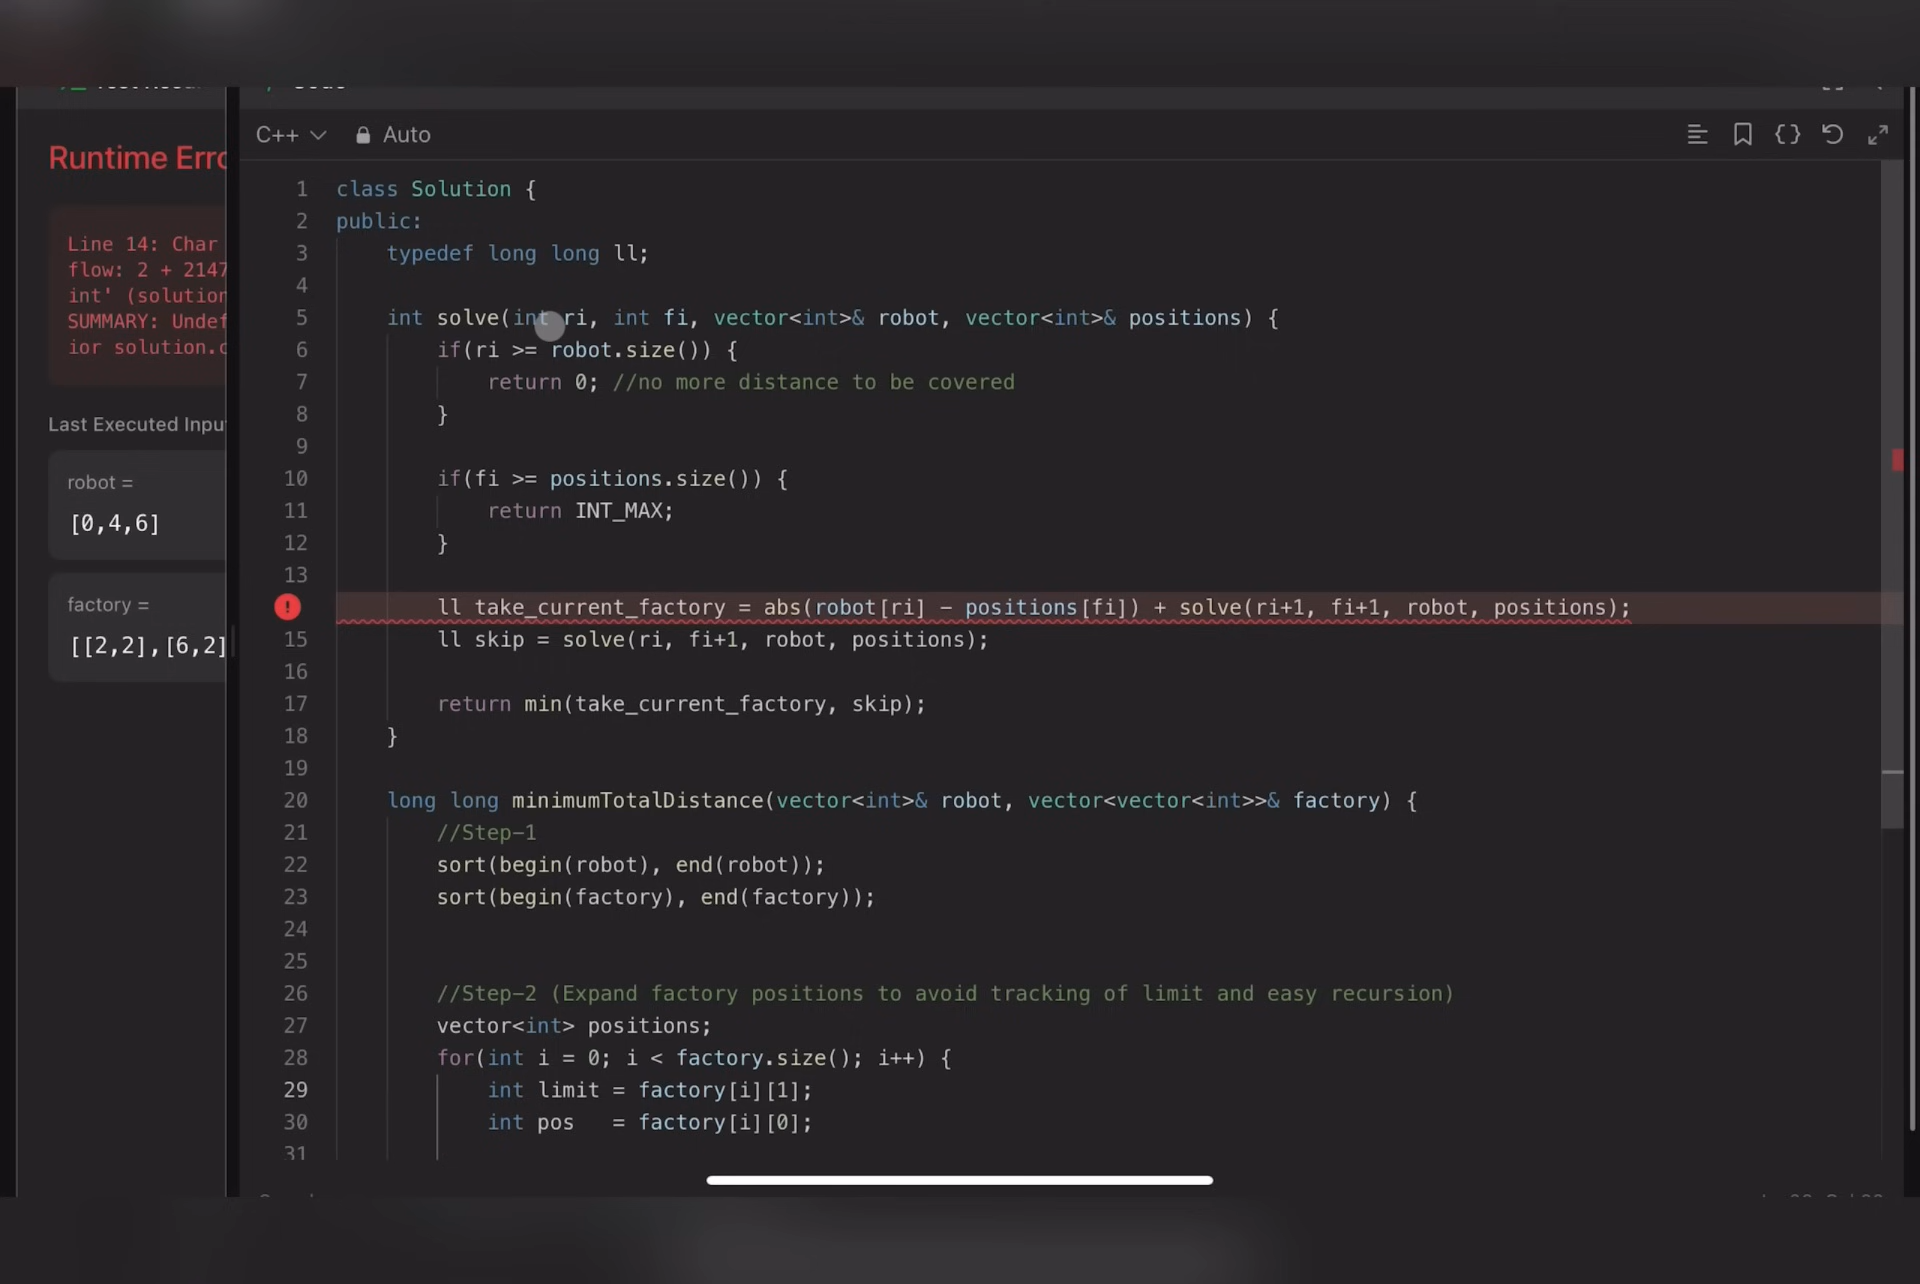 C++ Auto
Runtime Erro
Line 14: Char
flow: 2 + 2147
int' (solution
SUMMARY: Undef
ior solution.c
Last Executed Inpu
robot =
[0,4,6]
factory =
[[2,2],[6,2]
1 class Solution {
2 public:
3 typedef long long ll;
4
5 int solve(int ri, int fi, vector<int>& robot, vector<int>& positions) {
6 if(ri >= robot.size()) {
7 return 0; //no more distance to be covered
8 }
9
10 if(fi >= positions.size()) {
11 return INT_MAX;
12 }
13
ll take_current_factory = abs(robot[ri] - positions[fi]) + solve(ri+1, fi+1, robot, positions);
15 ll skip = solve(ri, fi+1, robot, positions);
16
17 return min(take_current_factory, skip);
18 }
19
20 long long minimumTotalDistance(vector<int>& robot, vector<vector<int>>& factory) {
21 //Step-1
22 sort(begin(robot), end(robot));
23 sort(begin(factory), end(factory));
24
25
26 //Step-2 (Expand factory positions to avoid tracking of limit and easy recursion)
27 vector<int> positions;
28 for(int i = 0; i < factory.size(); i++) {
29 int limit = factory[i][1];
30 int pos = factory[i][0];
31